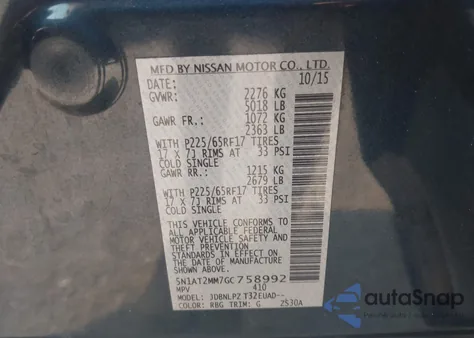 MFD BY NISSAN MOTOR CO., LTD.
DATE: 10/15
GVWR: 2276 KG
5018 LB
GAWR FR.: 1072 KG
2363 LB
WITH P225/65RF17 TIRES
17 X 7J RIMS AT 33 PSI
COLD SINGLE
GAWR RR.: 1215 KG
2679 LB
WITH P225/65RF17 TIRES
17 X 7J RIMS AT 33 PSI
COLD SINGLE
THIS VEHICLE CONFORMS TO
ALL APPLICABLE FEDERAL
MOTOR VEHICLE SAFETY AND
BUMPER STANDARDS IN
EFFECT ON THE DATE OF
MANUFACTURE SHOWN ABOVE.
5N1AT2MM7GC758992
MPV 410
MODEL: JDBNLPZ T32EUAD--
COLOR: RBG TRIM: G 2530A
autoSnap